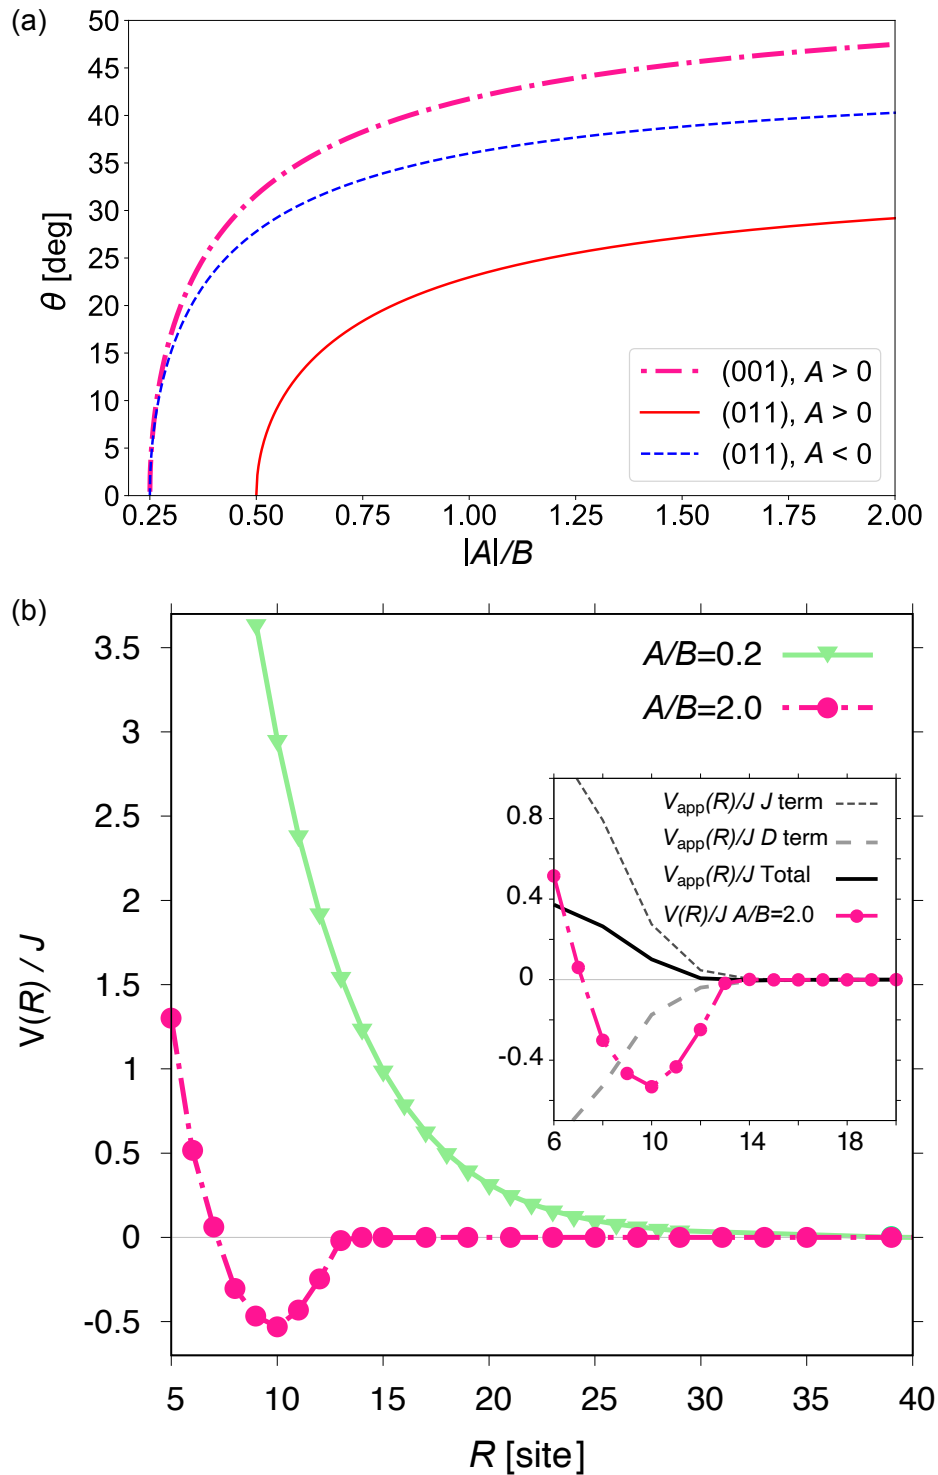 (a)
50
45
40
35
30
25
20
15
10
5
0
θ [deg]
(001), A > 0
(011), A > 0
(011), A < 0
0.25 0.50 0.75 1.00 1.25 1.50 1.75 2.00
|A|/B
(b)
3.5
3
2.5
2
1.5
1
0.5
0
-0.5
V(R) / J
A/B=0.2
A/B=2.0
0.8
0.4
0
-0.4
Vapp(R)/J J term
Vapp(R)/J D term
Vapp(R)/J Total
V(R)/J A/B=2.0
6 10 14 18
5 10 15 20 25 30 35 40
R [site]